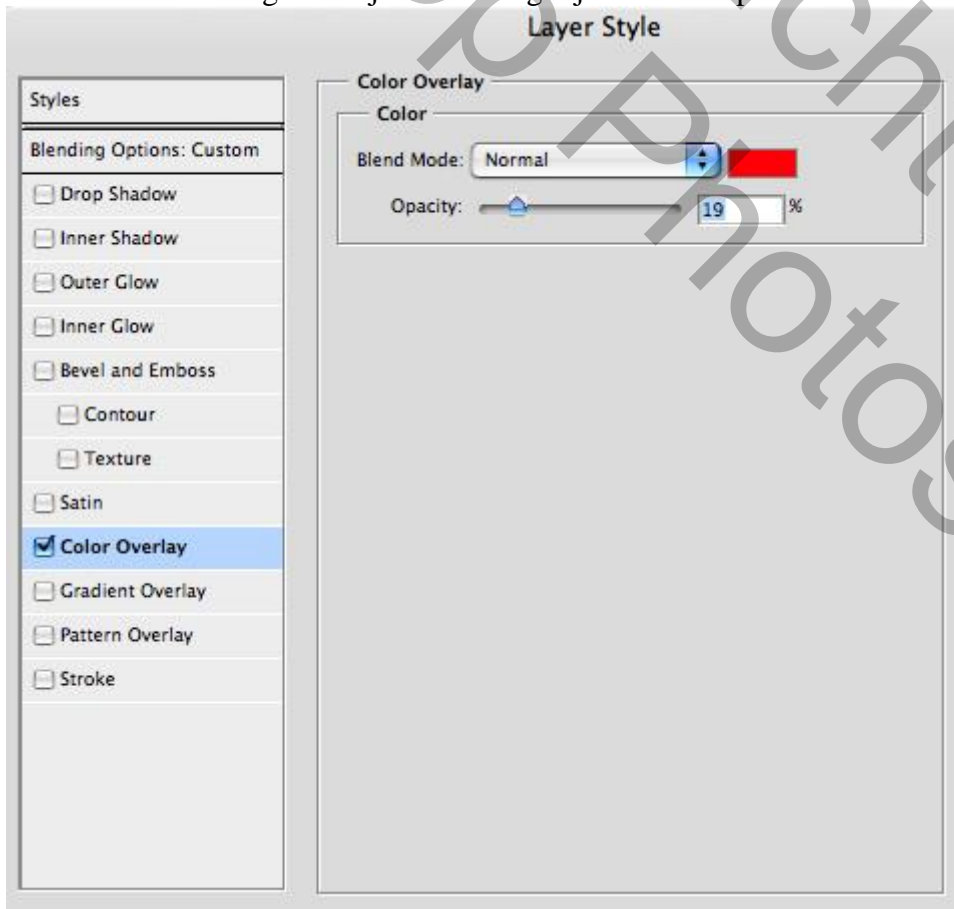 Layer Style
Styles
Blending Options: Custom
Drop Shadow
Inner Shadow
Outer Glow
Inner Glow
Bevel and Emboss
Contour
Texture
Satin
Color Overlay
Gradient Overlay
Pattern Overlay
Stroke
Color Overlay
Color
Blend Mode: Normal
Opacity: 19 %
Photos